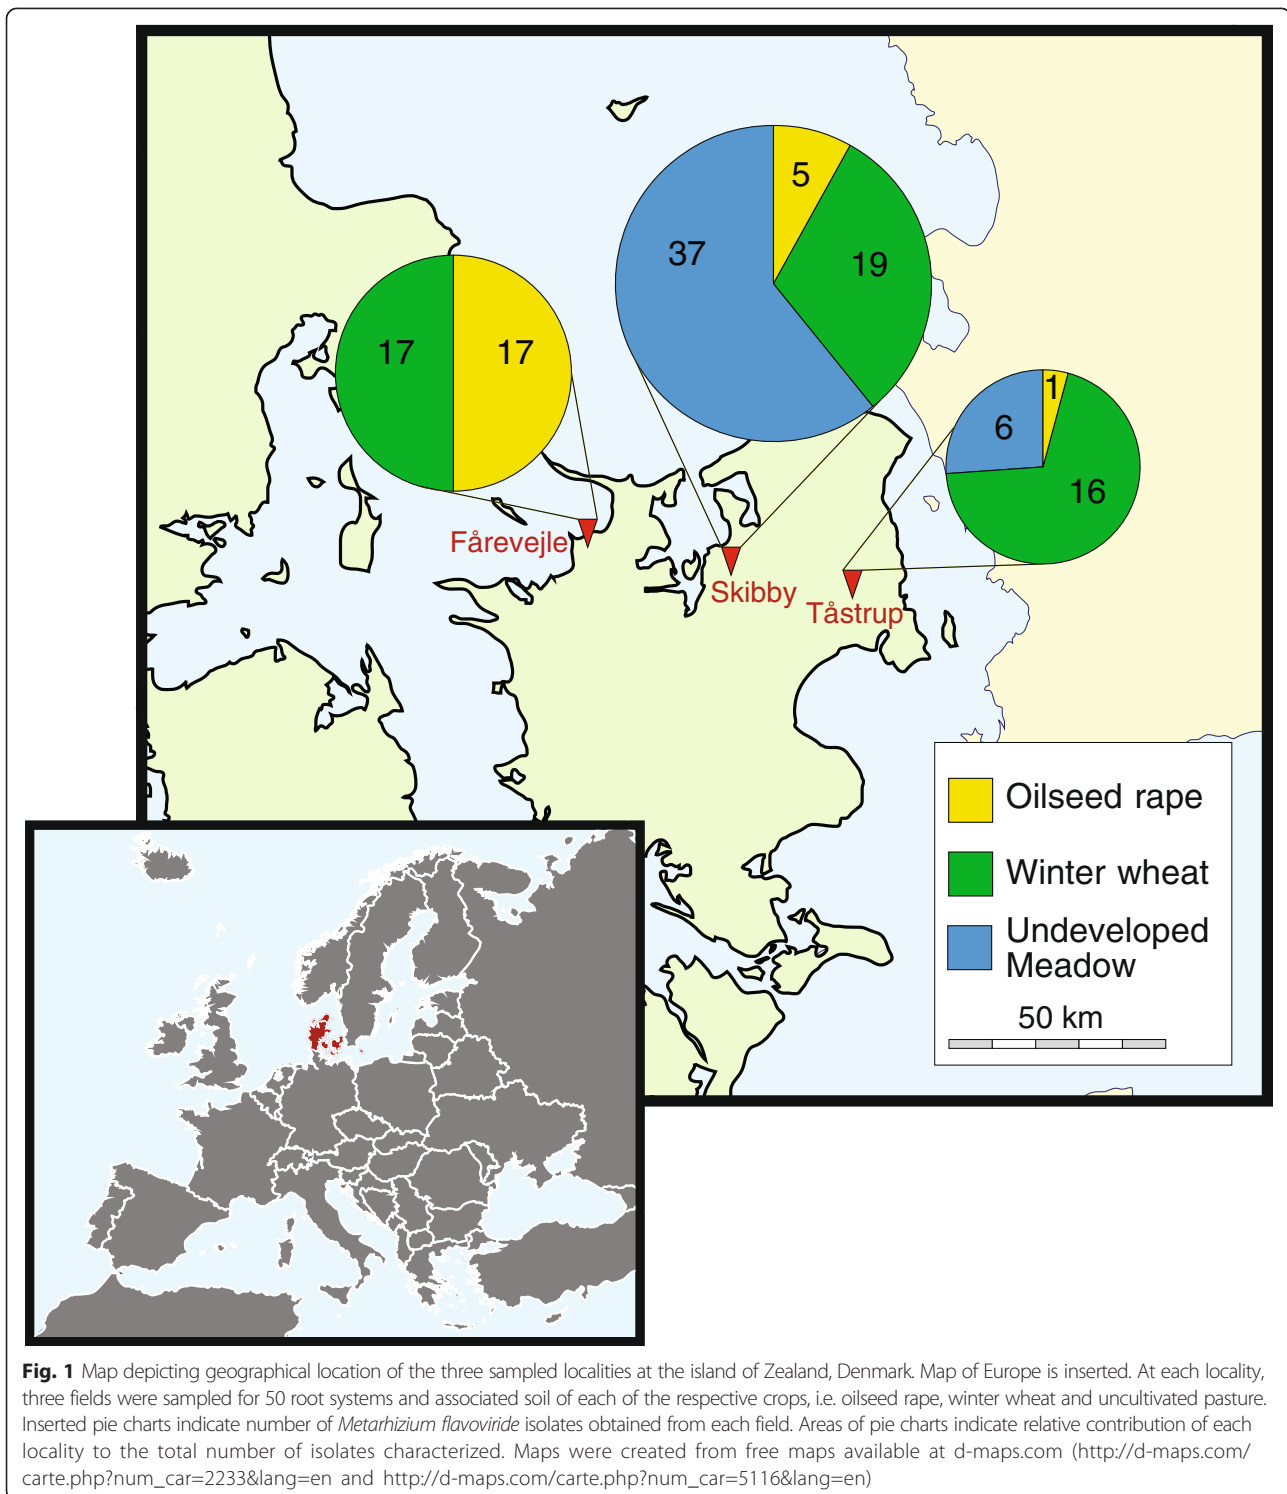 5
37
19
17
17
1
6
16
Fårevejle
Skibby
Tåstrup
Oilseed rape
Winter wheat
Undeveloped
Meadow
50 km
Fig. 1 Map depicting geographical location of the three sampled localities at the island of Zealand, Denmark. Map of Europe is inserted. At each locality,
three fields were sampled for 50 root systems and associated soil of each of the respective crops, i.e. oilseed rape, winter wheat and uncultivated pasture.
Inserted pie charts indicate number of Metarhizium flavoviride isolates obtained from each field. Areas of pie charts indicate relative contribution of each
locality to the total number of isolates characterized. Maps were created from free maps available at d-maps.com (http://d-maps.com/
carte.php?num_car=2233&lang=en and http://d-maps.com/carte.php?num_car=5116&lang=en)